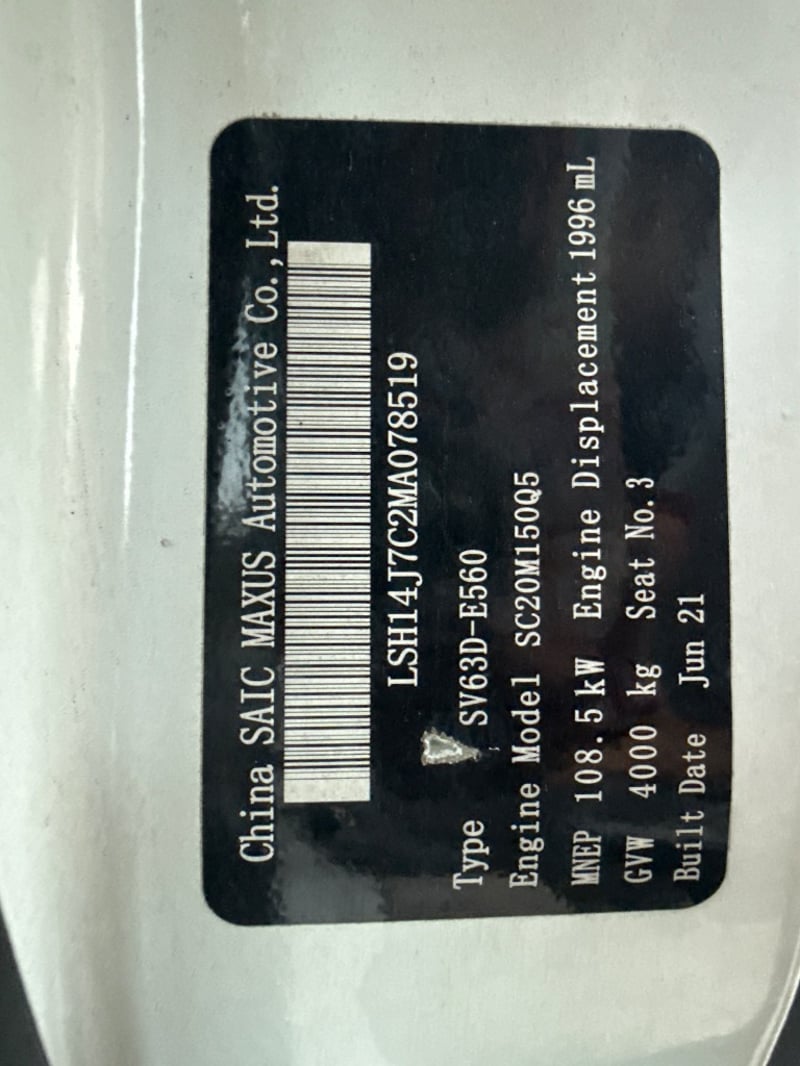 China SAIC MAXUS Automotive Co.,Ltd.
LSH14J7C2MA078519
Type SV63D-E560
Engine Model SC20M150Q5
MNEP 108.5 kW Engine Displacement 1996 mL
GVW 4000 kg Seat No.3
Built Date Jun 21